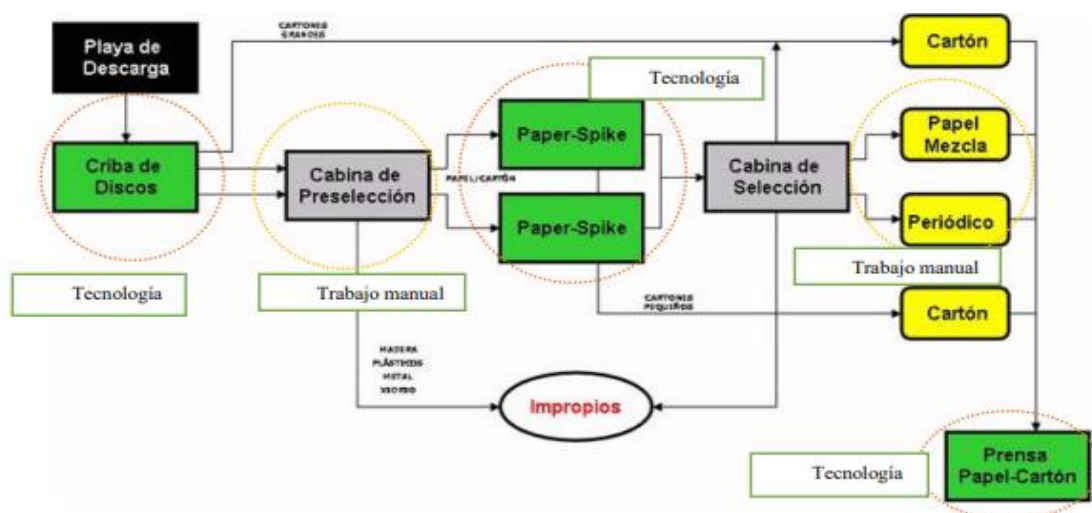 CARTONES
GRANDES
Playa de
Descarga
Cartón
Tecnología
Paper-Spike
Papel
Mezcla
Criba de
Discos
Cabina de
Preselección
PAPEL/CARTÓN
Cabina de
Selección
Paper-Spike
Periódico
Tecnología
Trabajo manual
Trabajo manual
CARTONES
PEQUEÑOS
Cartón
MADERA
PLÁSTICOS
METAL
VIDRIO
Impropios
Tecnología
Prensa
Papel-Cartón